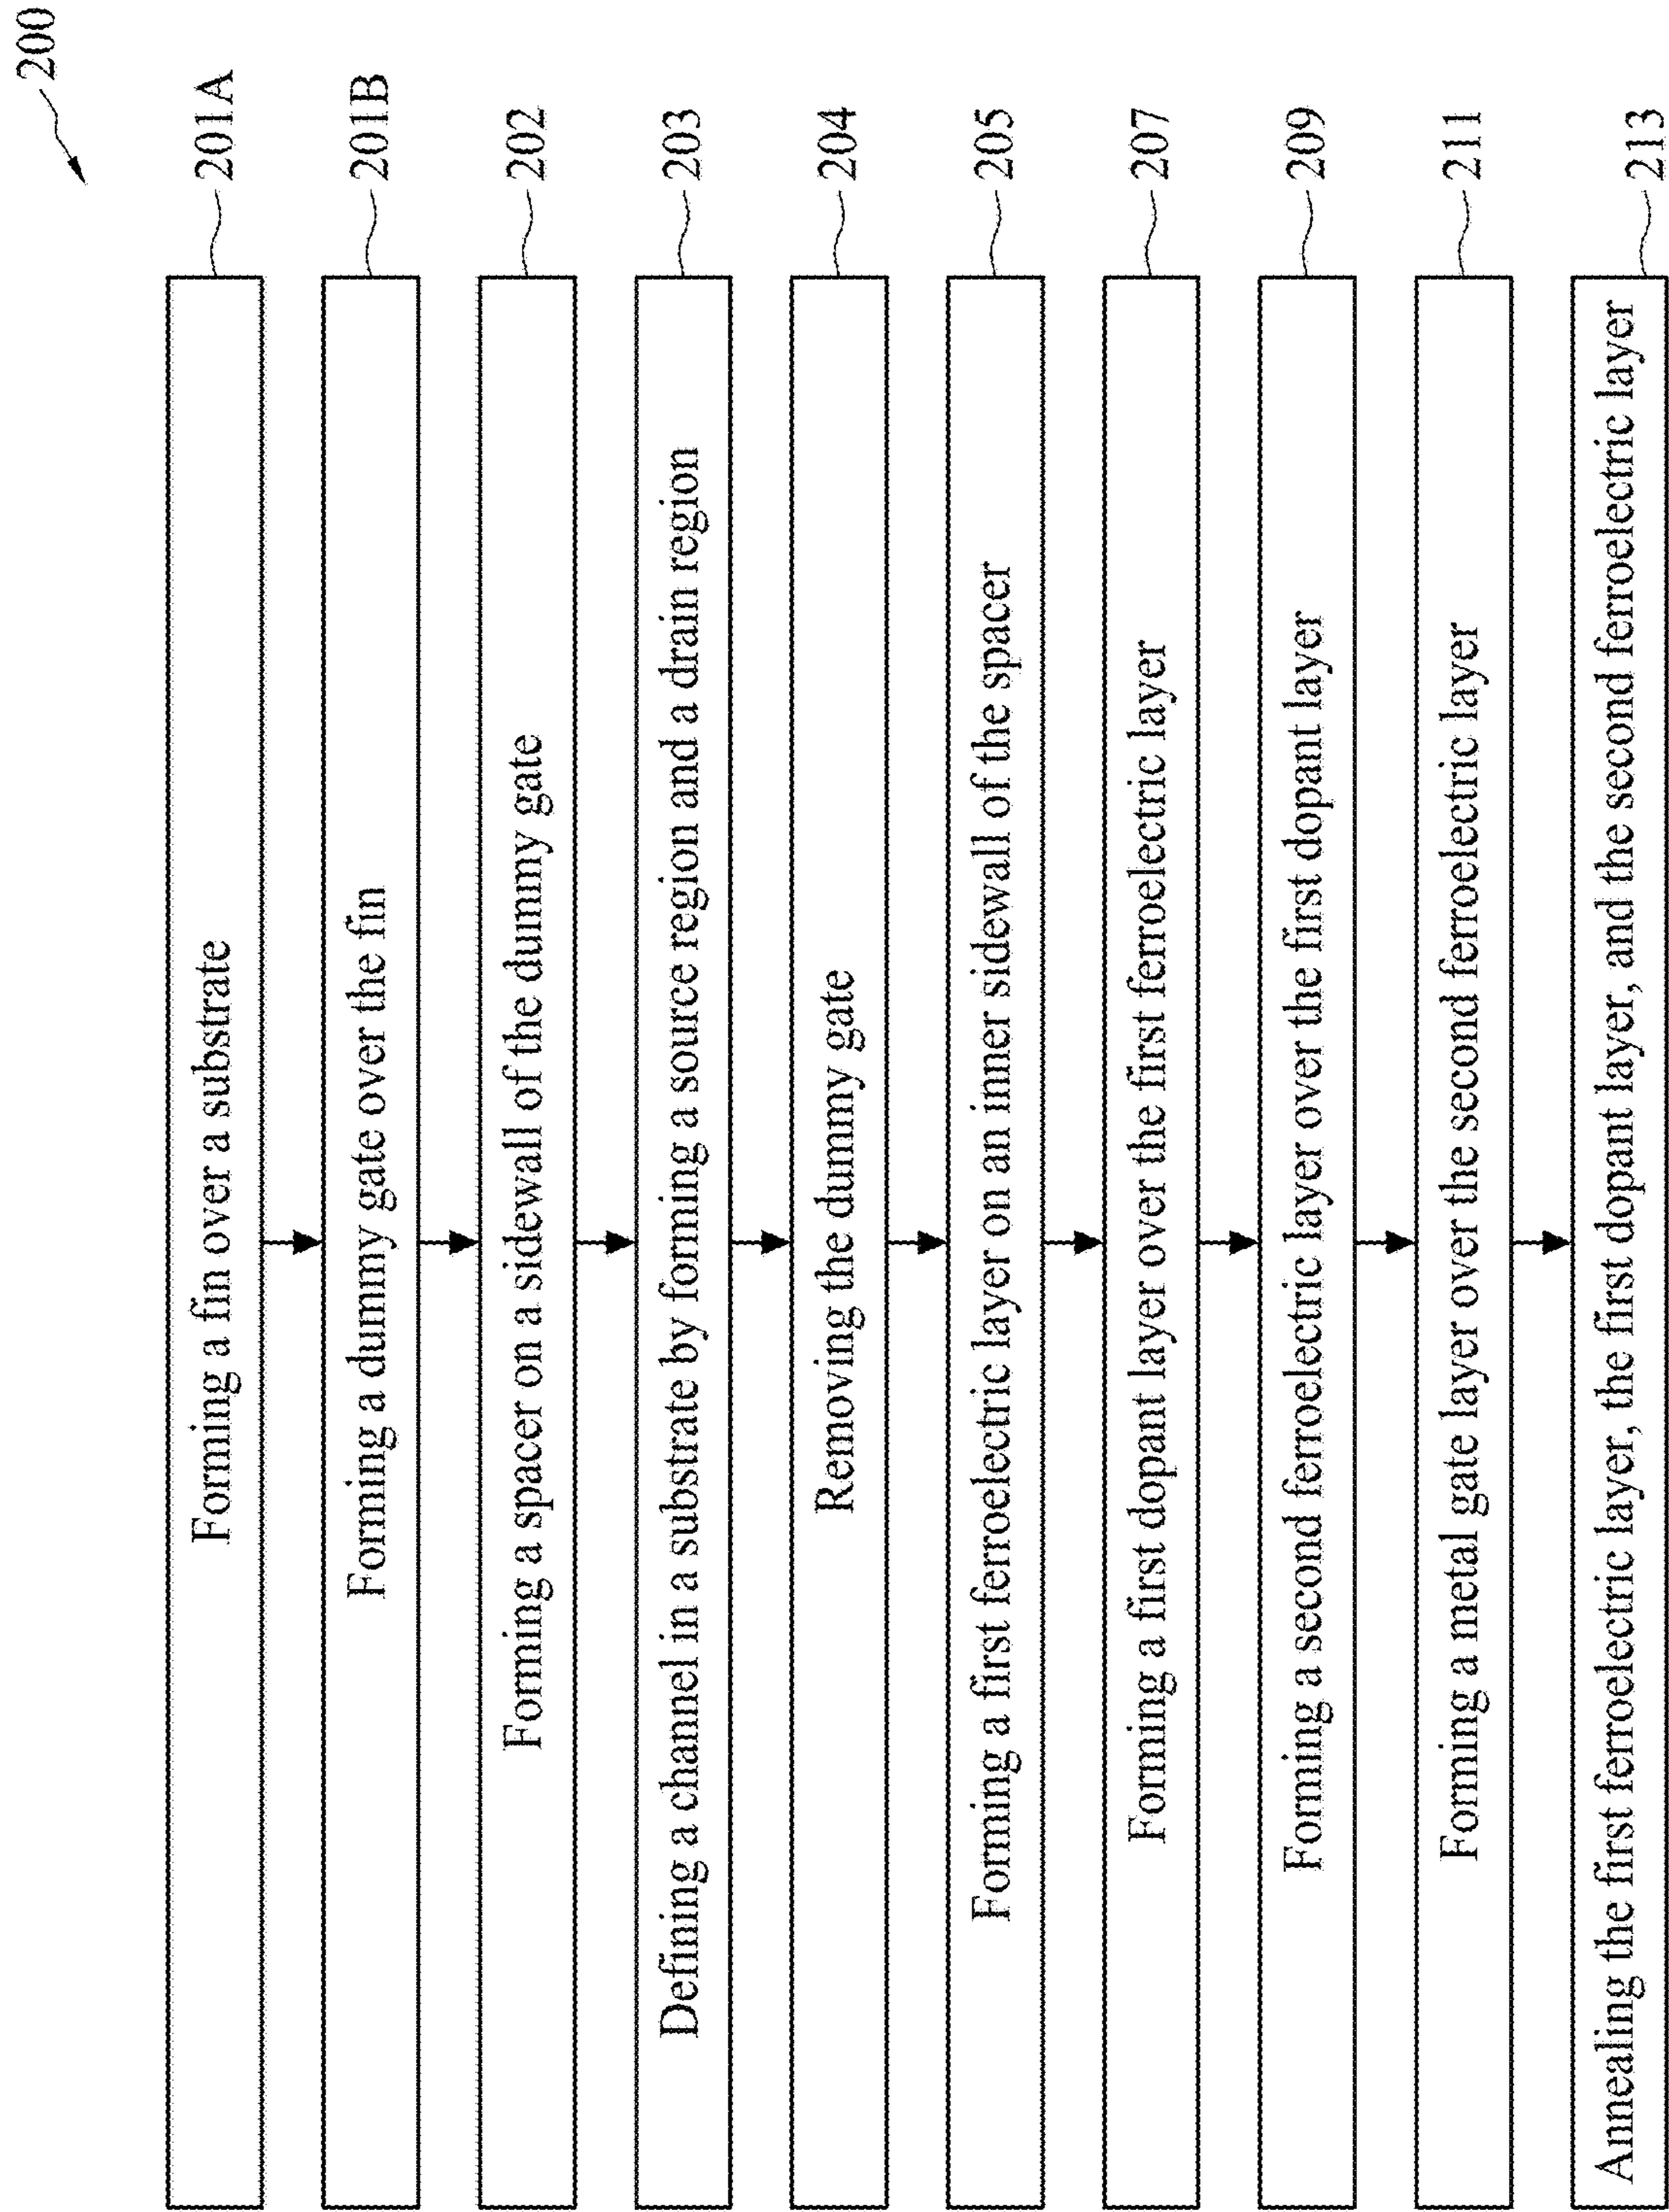 200
Forming a fin over a substrate
201A
Forming a dummy gate over the fin
201B
Forming a spacer on a sidewall of the dummy gate
202
Defining a channel in a substrate by forming a source region and a drain region
203
Removing the dummy gate
204
Forming a first ferroelectric layer on an inner sidewall of the spacer
205
Forming a first dopant layer over the first ferroelectric layer
207
Forming a second ferroelectric layer over the first dopant layer
209
Forming a metal gate layer over the second ferroelectric layer
211
Annealing the first ferroelectric layer, the first dopant layer, and the second ferroelectric layer
213